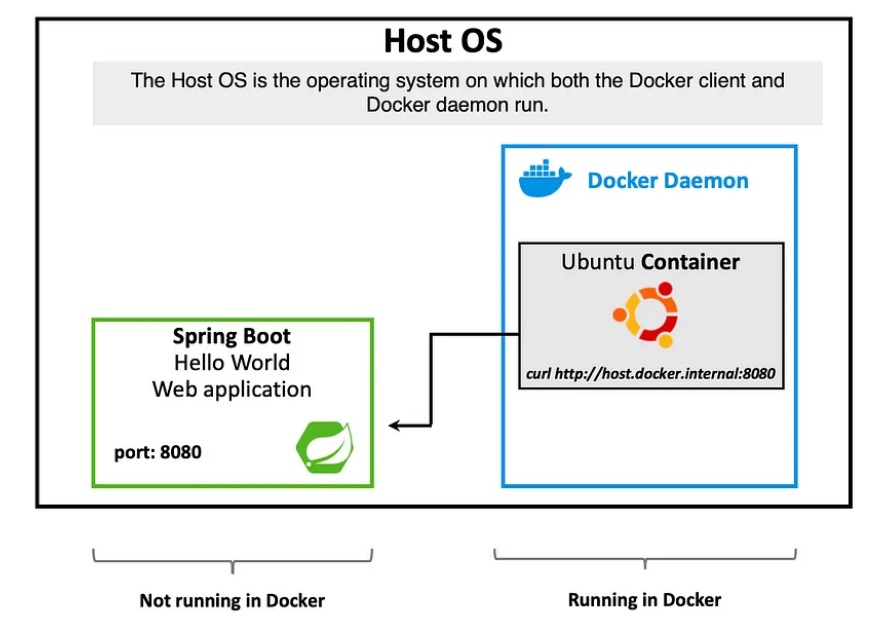 Host OS
The Host OS is the operating system on which both the Docker client and
Docker daemon run.
Docker Daemon
Ubuntu Container
curl http://host.docker.internal:8080
Spring Boot
Hello World
Web application
port: 8080
Not running in Docker
Running in Docker